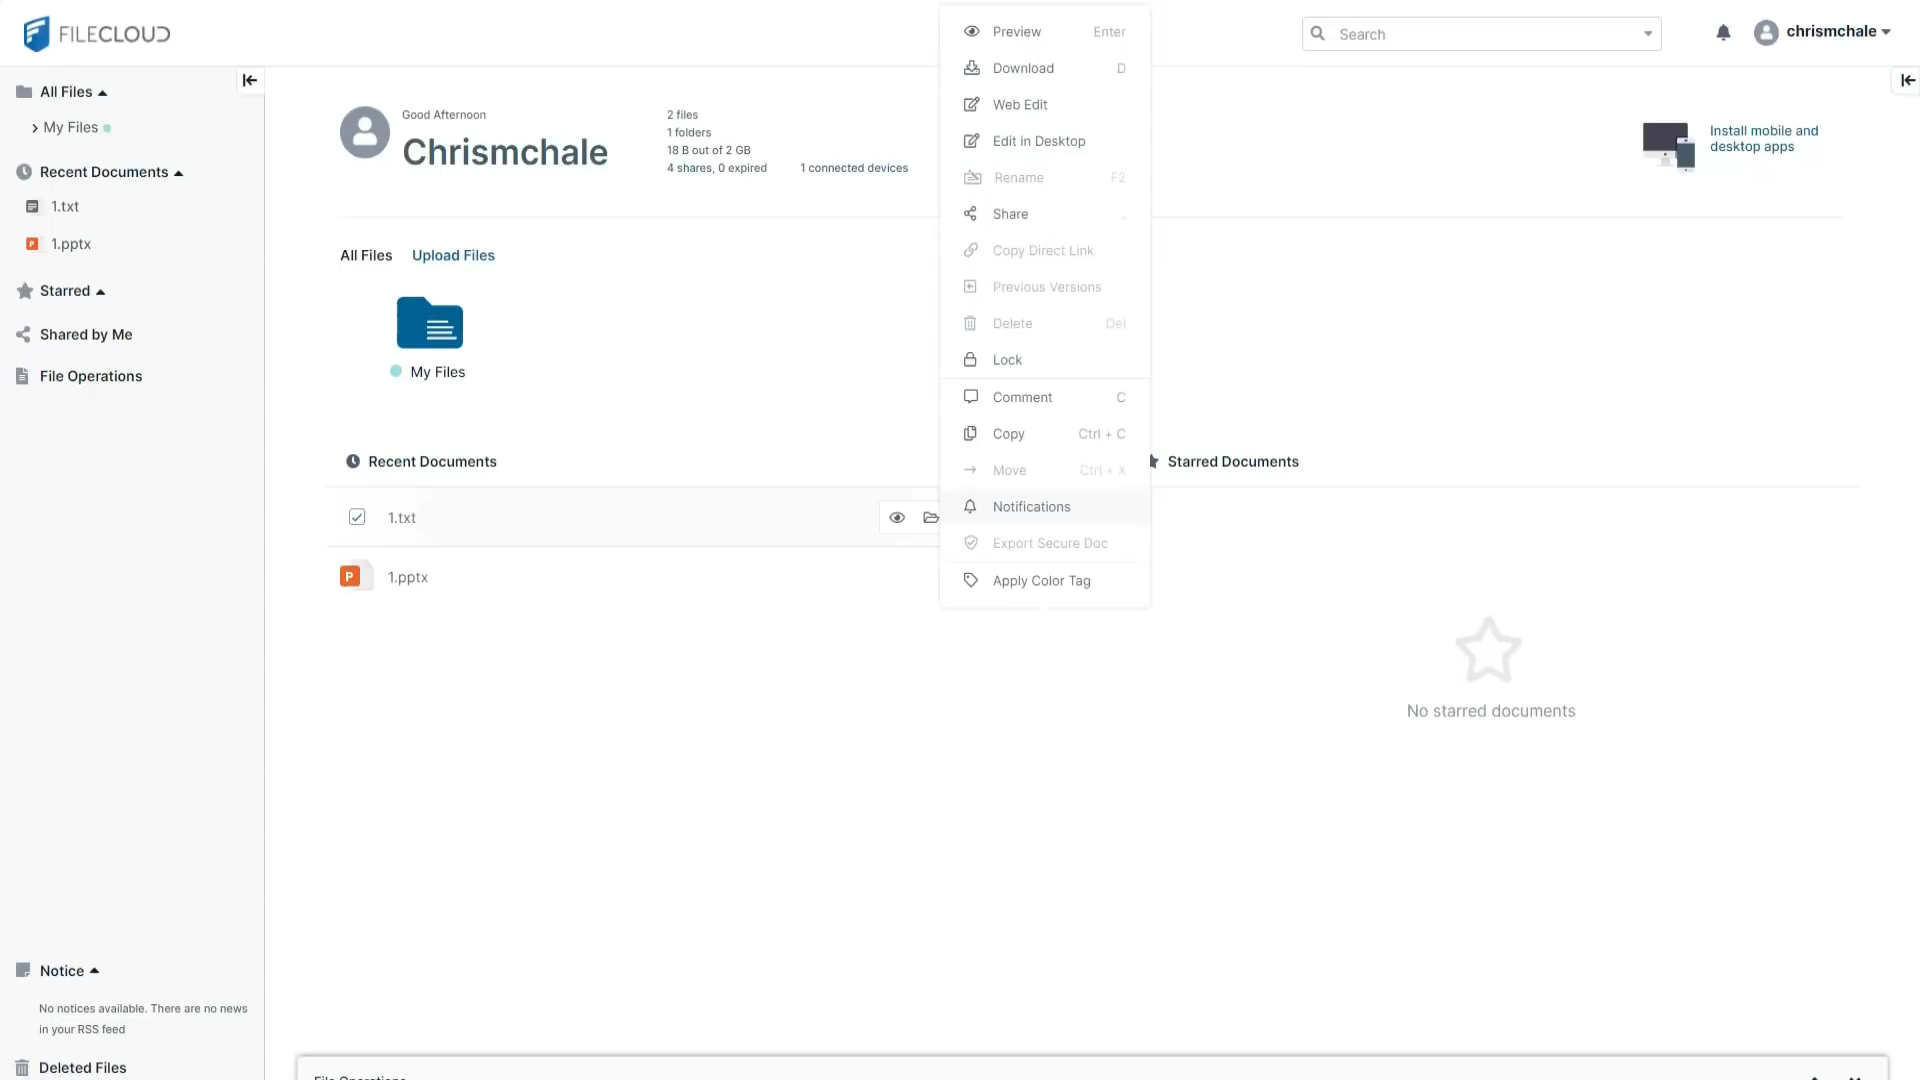 FILECLOUD
Search
chrismchale
All Files
My Files
Recent Documents
1.txt
1.pptx
Starred
Shared by Me
File Operations
Notice
No notices available. There are no news
in your RSS feed
Deleted Files
Good Afternoon
Chrismchale
2 files
1 folders
18 B out of 2 GB
4 shares, 0 expired
1 connected devices
Install mobile and
desktop apps
All Files Upload Files
My Files
Recent Documents
1.txt
P 1.pptx
Preview Enter
Download D
Web Edit
Edit in Desktop
Rename F2
Share
Copy Direct Link
Previous Versions
Delete Del
Lock
Comment C
Copy Ctrl + C
Move Ctrl + X
Notifications
Export Secure Doc
Apply Color Tag
Starred Documents
No starred documents
File Operations